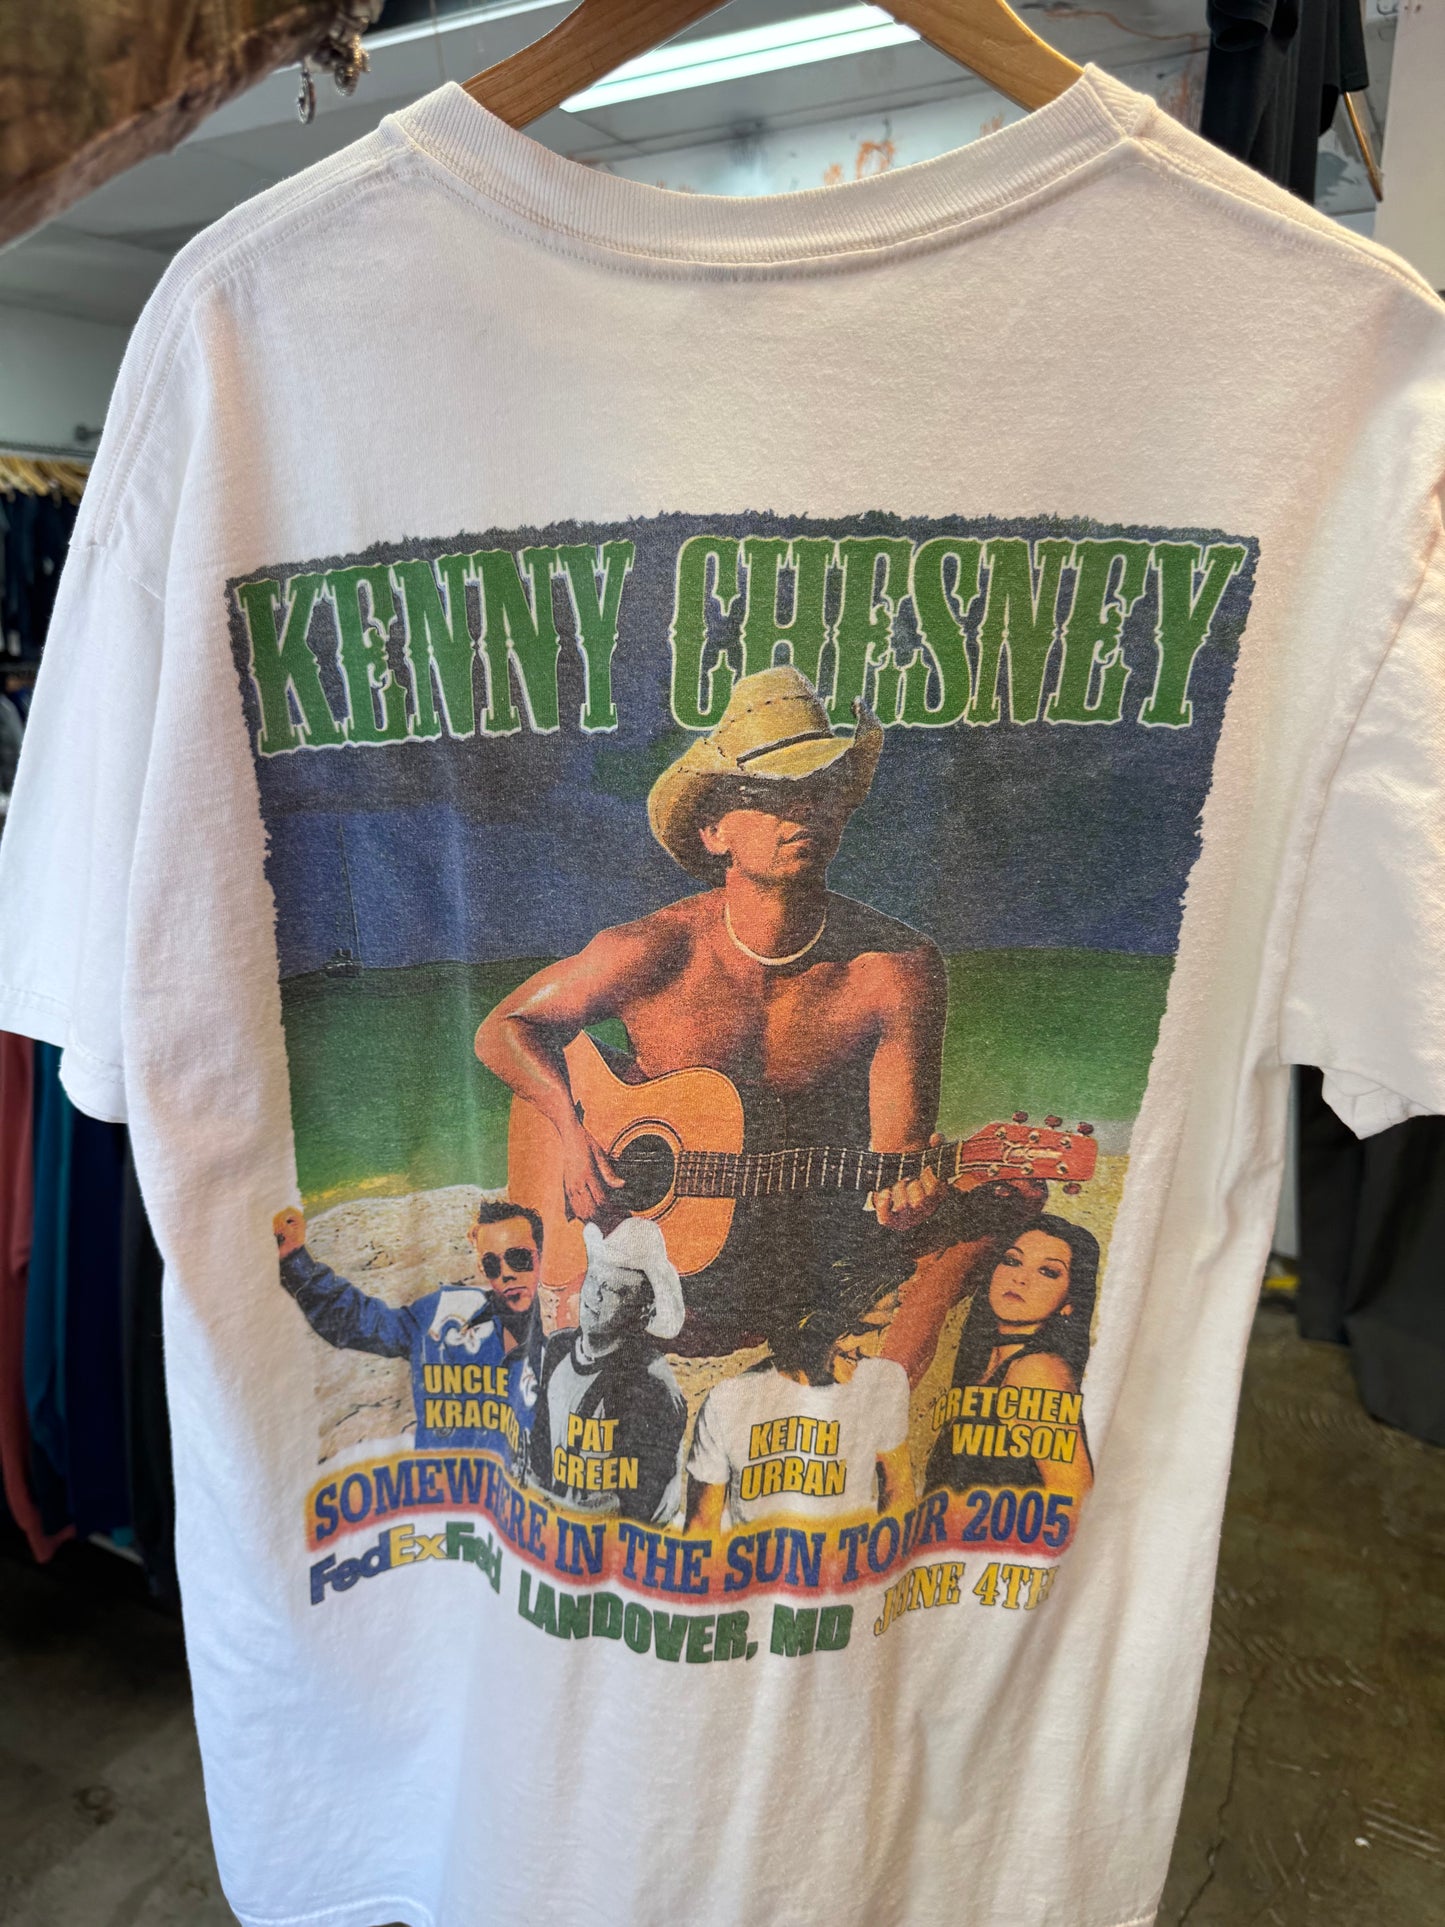 KENNY CHESNEY
UNCLE
KRACKER
PAT
GREEN
KEITH
URBAN
GRETCHEN
WILSON
SOMEWHERE IN THE SUN TOUR 2005
FedExField LANDOVER, MD JUNE 4TH